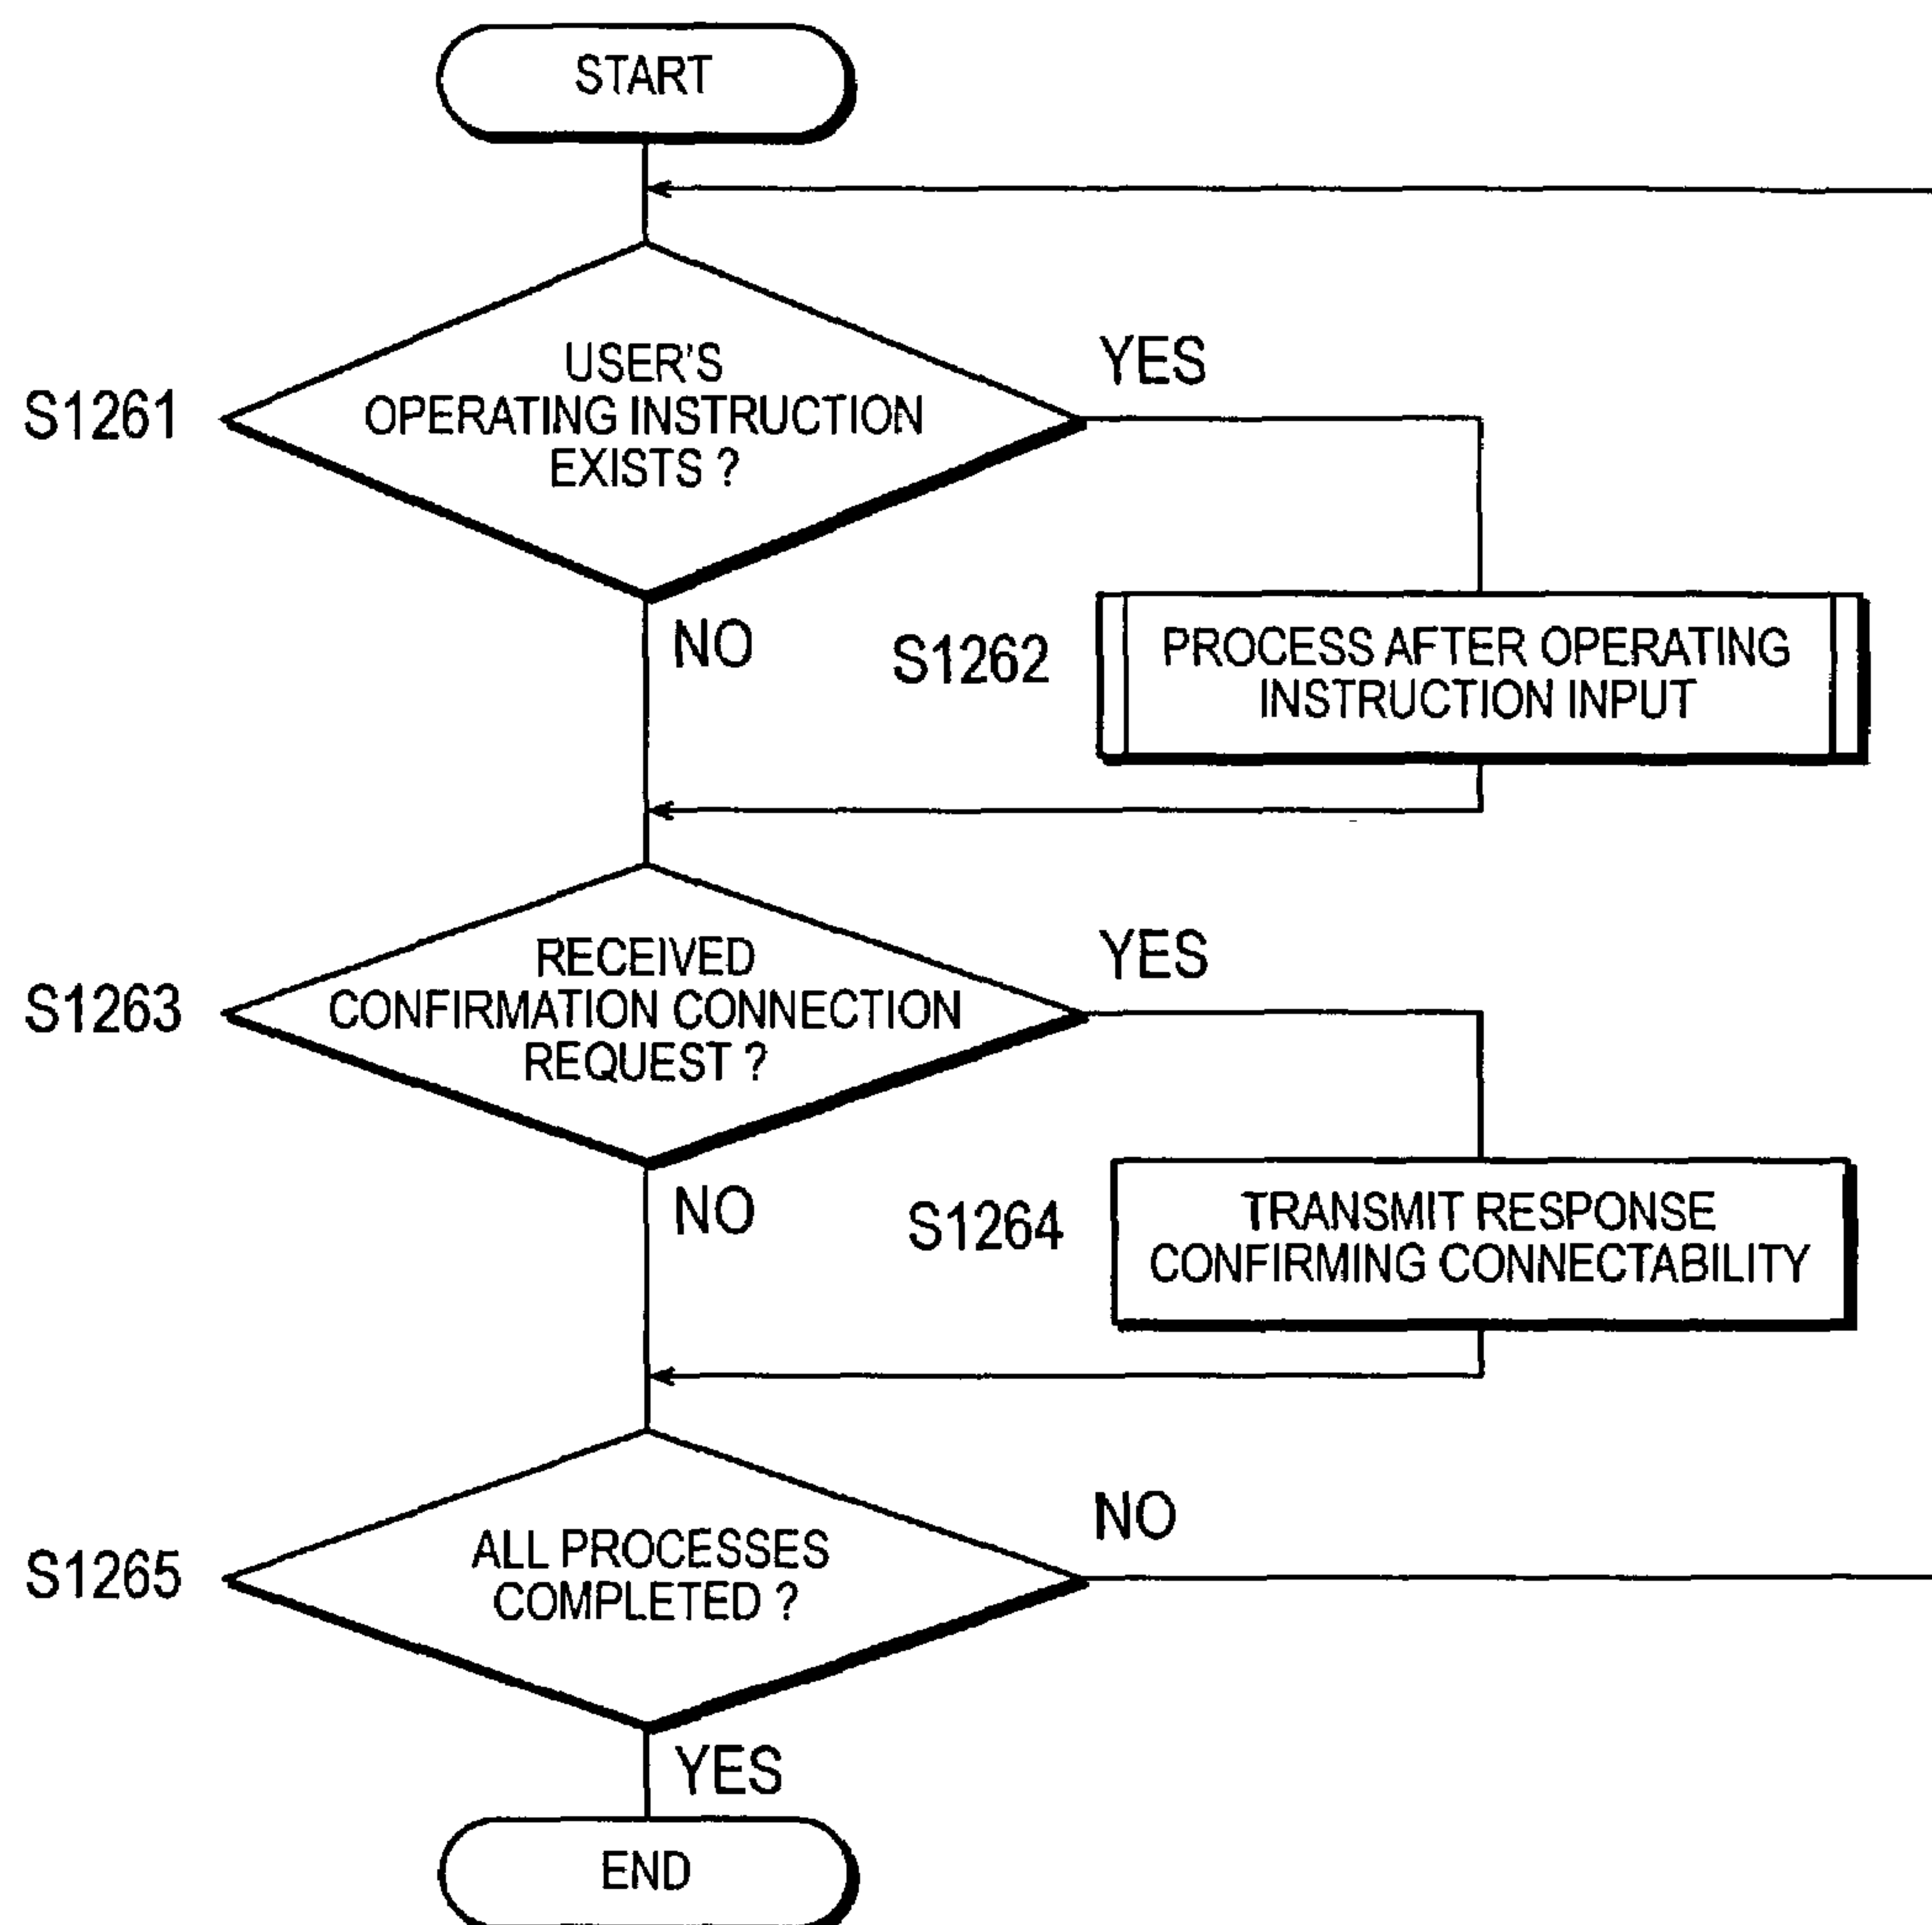 START
USER'S
OPERATING INSTRUCTION
EXISTS ?
S1261
YES
NO
S1262
PROCESS AFTER OPERATING
INSTRUCTION INPUT
RECEIVED
CONFIRMATION CONNECTION
REQUEST ?
S1263
YES
NO
S1264
TRANSMIT RESPONSE
CONFIRMING CONNECTABILITY
ALL PROCESSES
COMPLETED ?
S1265
NO
YES
END